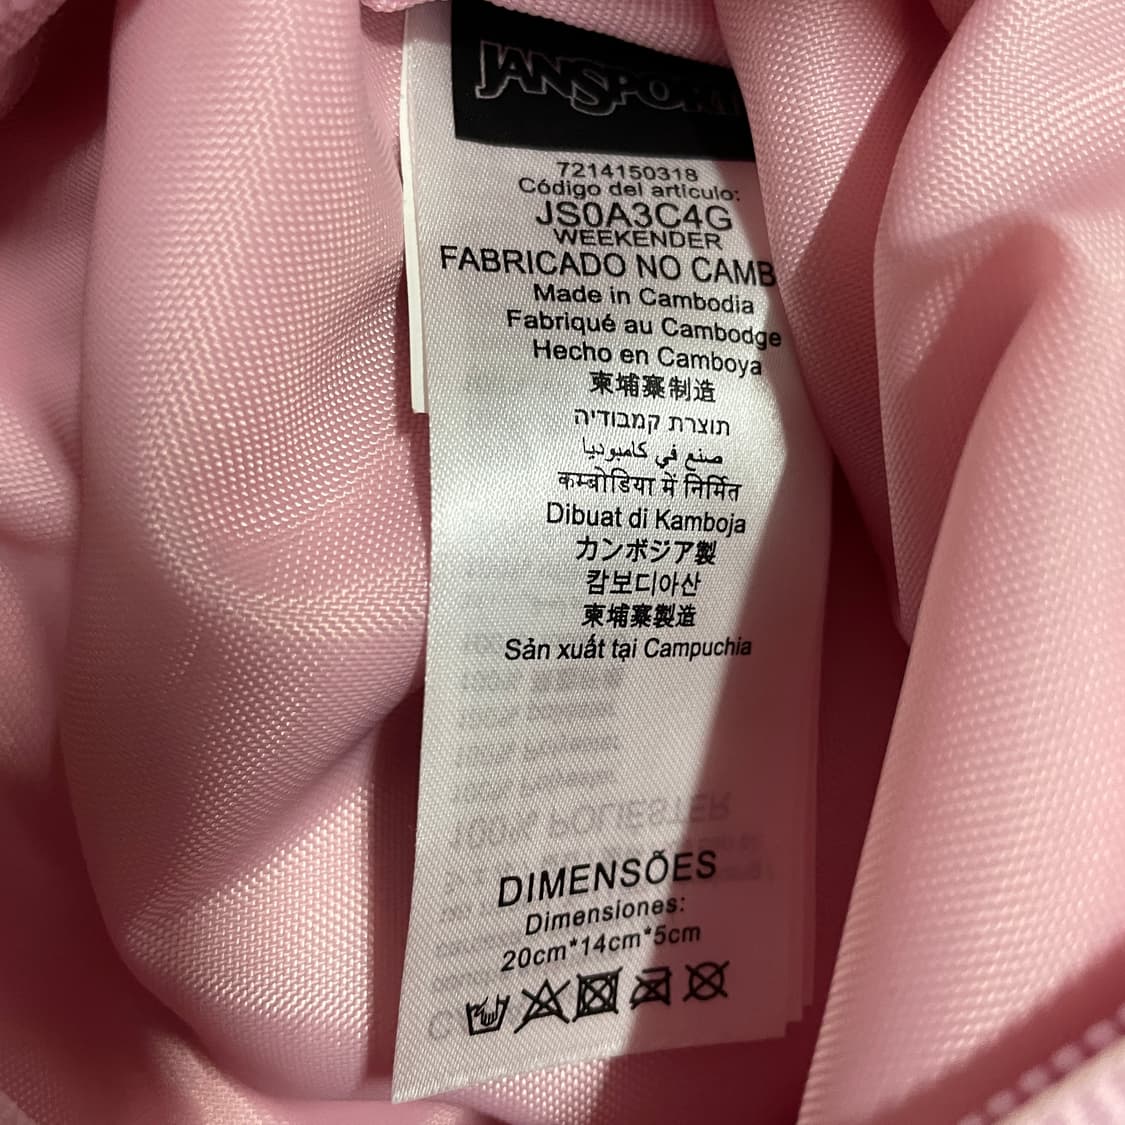 JANSPORT
7214150318
Código del artículo:
JS0A3C4G
WEEKENDER
FABRICADO NO CAMB
Made in Cambodia
Fabriqué au Cambodge
Hecho en Camboya
柬埔寨制造
תוצרת קמבודיה
صنع في كامبوديا
कम्बोडिया में निर्मित
Dibuat di Kamboja
カンボジア製
캄보디아산
柬埔寨製造
Sản xuất tại Campuchia
100% POLIESTER
DIMENSÕES
Dimensiones:
20cm*14cm*5cm